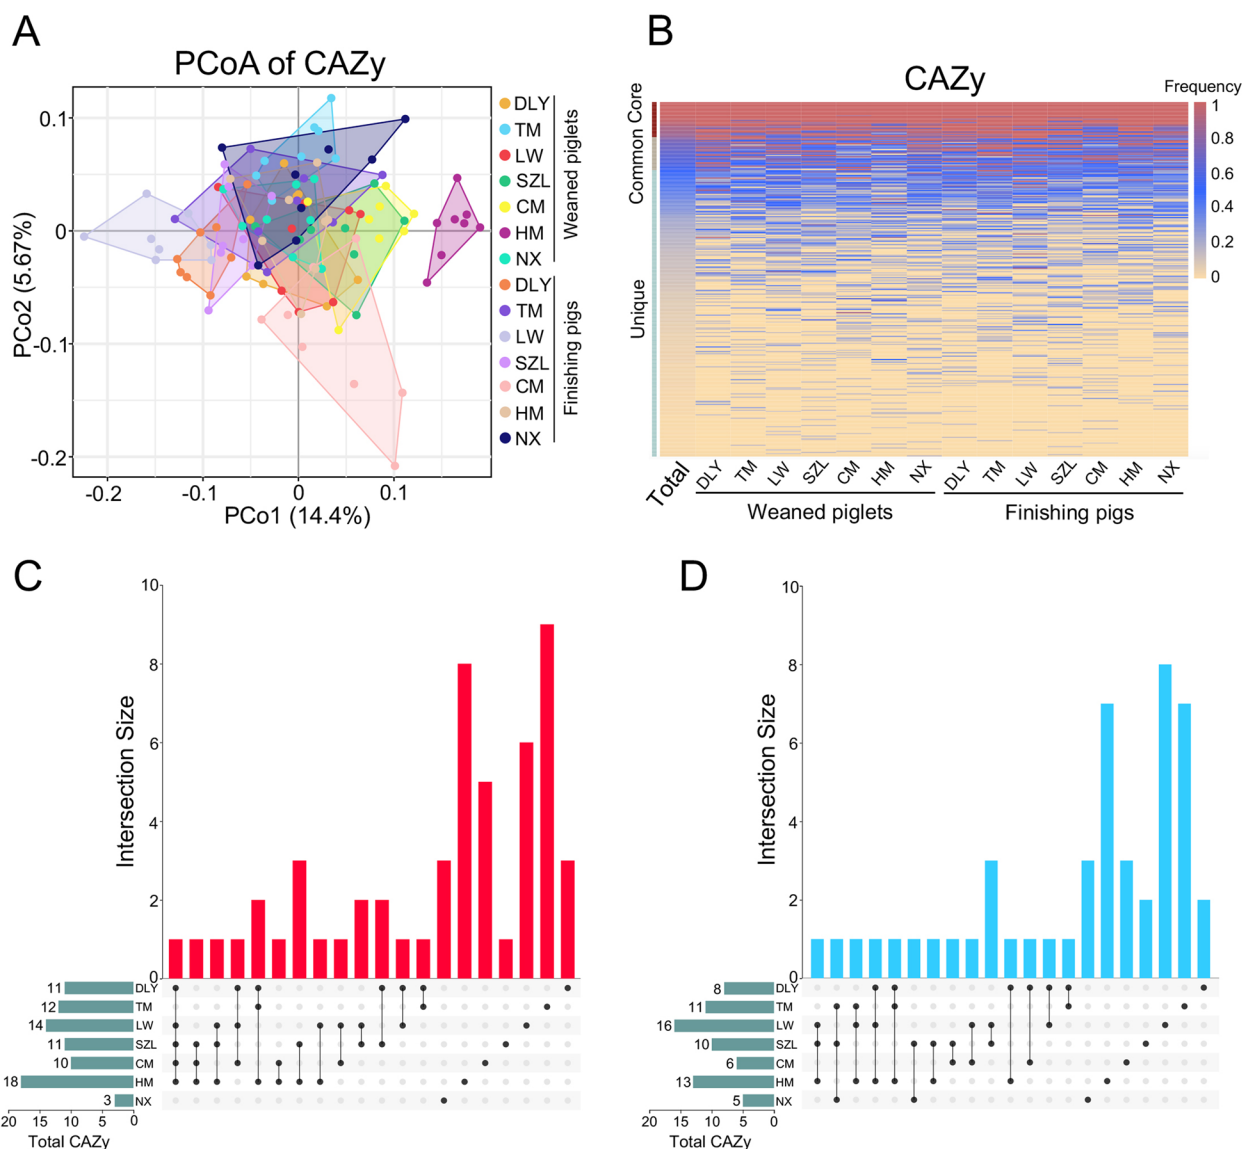 A
PCoA of CAZy
PCo2 (5.67%)
0.1
0
-0.1
-0.2
-0.2
-0.1
0
0.1
PCo1 (14.4%)
DLY
TM
LW
SZL
CM
HM
NX
Weaned piglets
DLY
TM
LW
SZL
CM
HM
NX
Finishing pigs
B
CAZy
Common Core
Unique
Frequency
1
0.8
0.6
0.4
0.2
0
Total
DLY
TM
LW
SZL
CM
HM
NX
DLY
TM
LW
SZL
CM
HM
NX
Weaned piglets
Finishing pigs
C
Intersection Size
10
8
6
4
2
0
11 DLY
12 TM
14 LW
11 SZL
10 CM
18 HM
3 NX
20 15 10 5 0
Total CAZy
D
Intersection Size
10
8
6
4
2
0
8 DLY
11 TM
16 LW
10 SZL
6 CM
13 HM
5 NX
20 15 10 5 0
Total CAZy